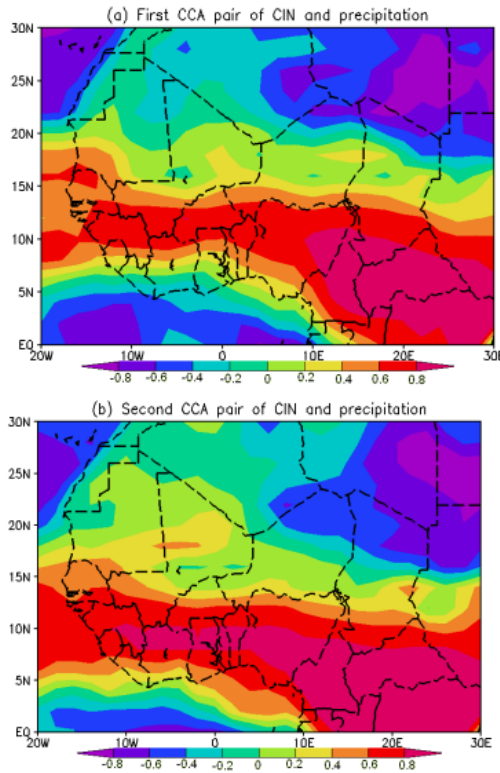 (a) First CCA pair of CIN and precipitation
30N
25N
20N
15N
10N
5N
EQ
20W 10W 0 10E 20E 30E
-0.8 -0.6 -0.4 -0.2 0 0.2 0.4 0.6 0.8
(b) Second CCA pair of CIN and precipitation
30N
25N
20N
15N
10N
5N
EQ
20W 10W 0 10E 20E 30E
-0.8 -0.6 -0.4 -0.2 0 0.2 0.4 0.6 0.8